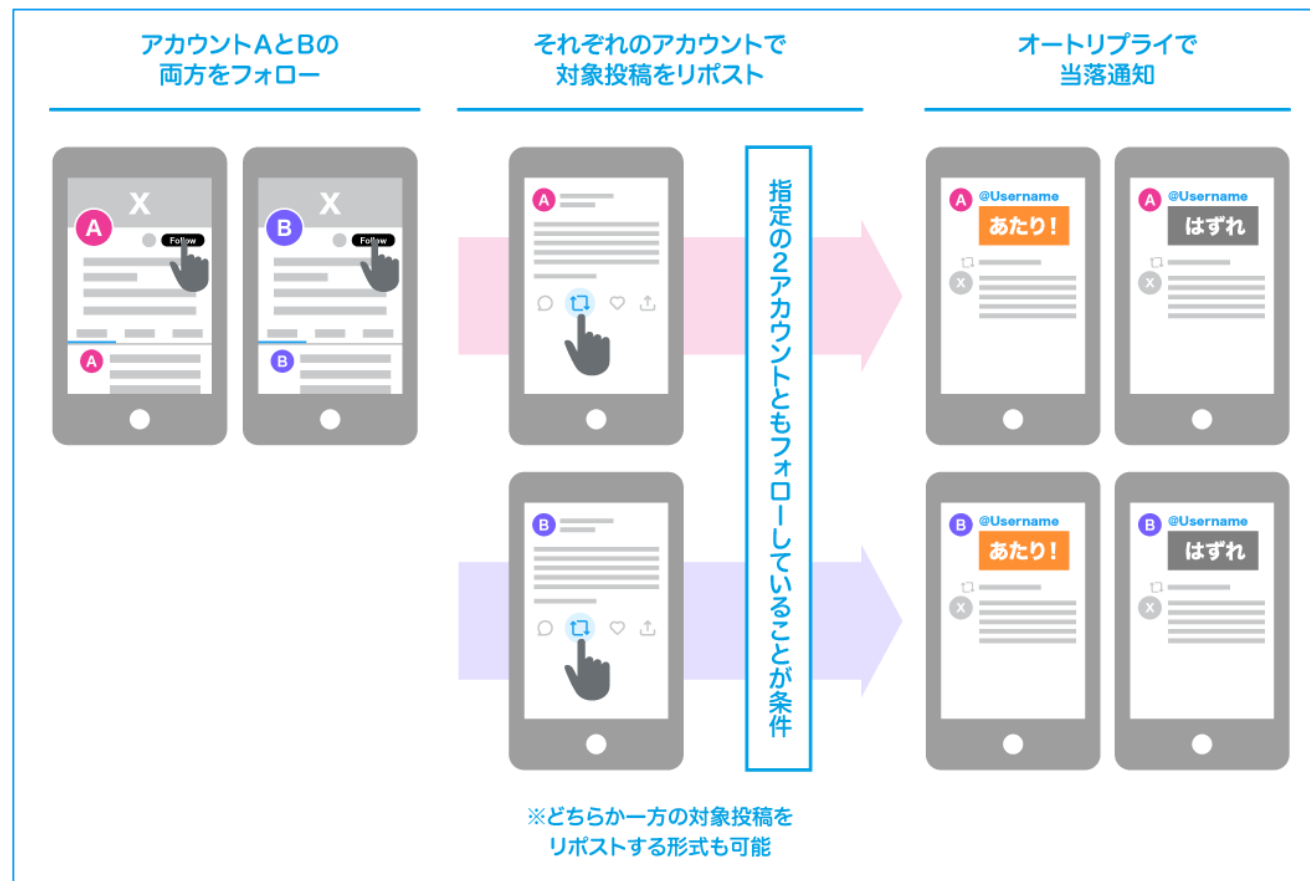 アカウントAとBの
両方をフォロー
それぞれのアカウントで
対象投稿をリポスト
オートリプライで
当落通知
X
A
Follow
A
X
B
Follow
B
A
B
指定の2アカウントともフォローしていることが条件
A
@Username
あたり!
X
A
@Username
はずれ
X
B
@Username
あたり!
X
B
@Username
はずれ
X
※どちらか一方の対象投稿を
リポストする形式も可能